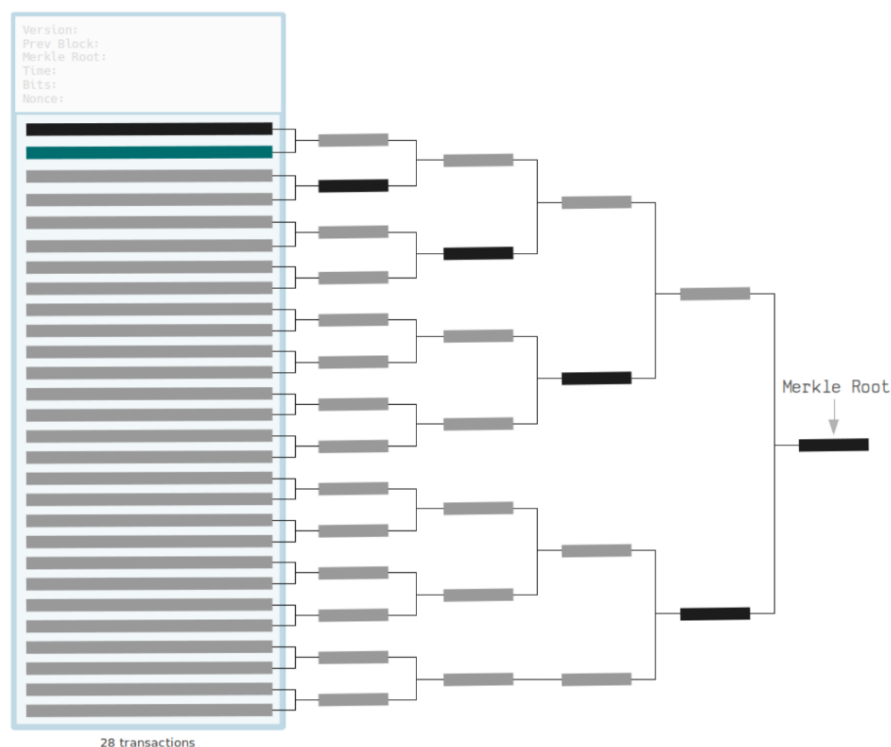 Version:
Prev Block:
Merkle Root:
Time:
Bits:
Nonce:
Merkle Root
28 transactions